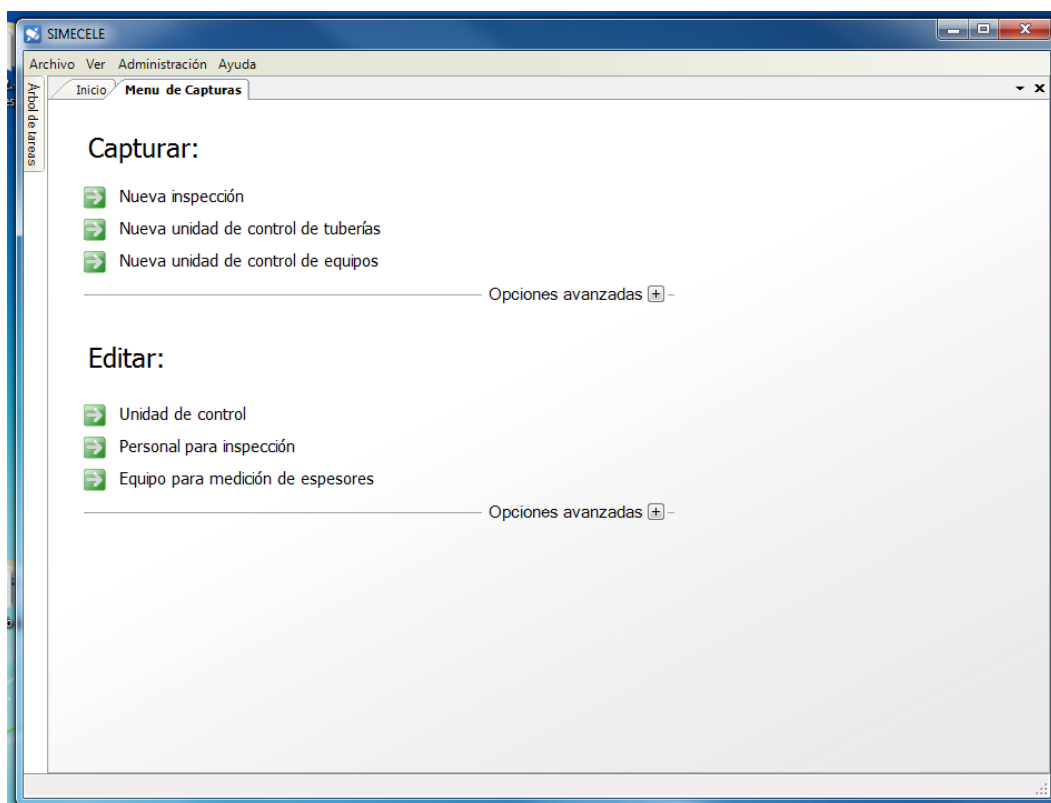 SIMECELE
Archivo Ver Administración Ayuda
Árbol de tareas
Inicio Menu de Capturas
Capturar:
Nueva inspección
Nueva unidad de control de tuberías
Nueva unidad de control de equipos
Opciones avanzadas
Editar:
Unidad de control
Personal para inspección
Equipo para medición de espesores
Opciones avanzadas